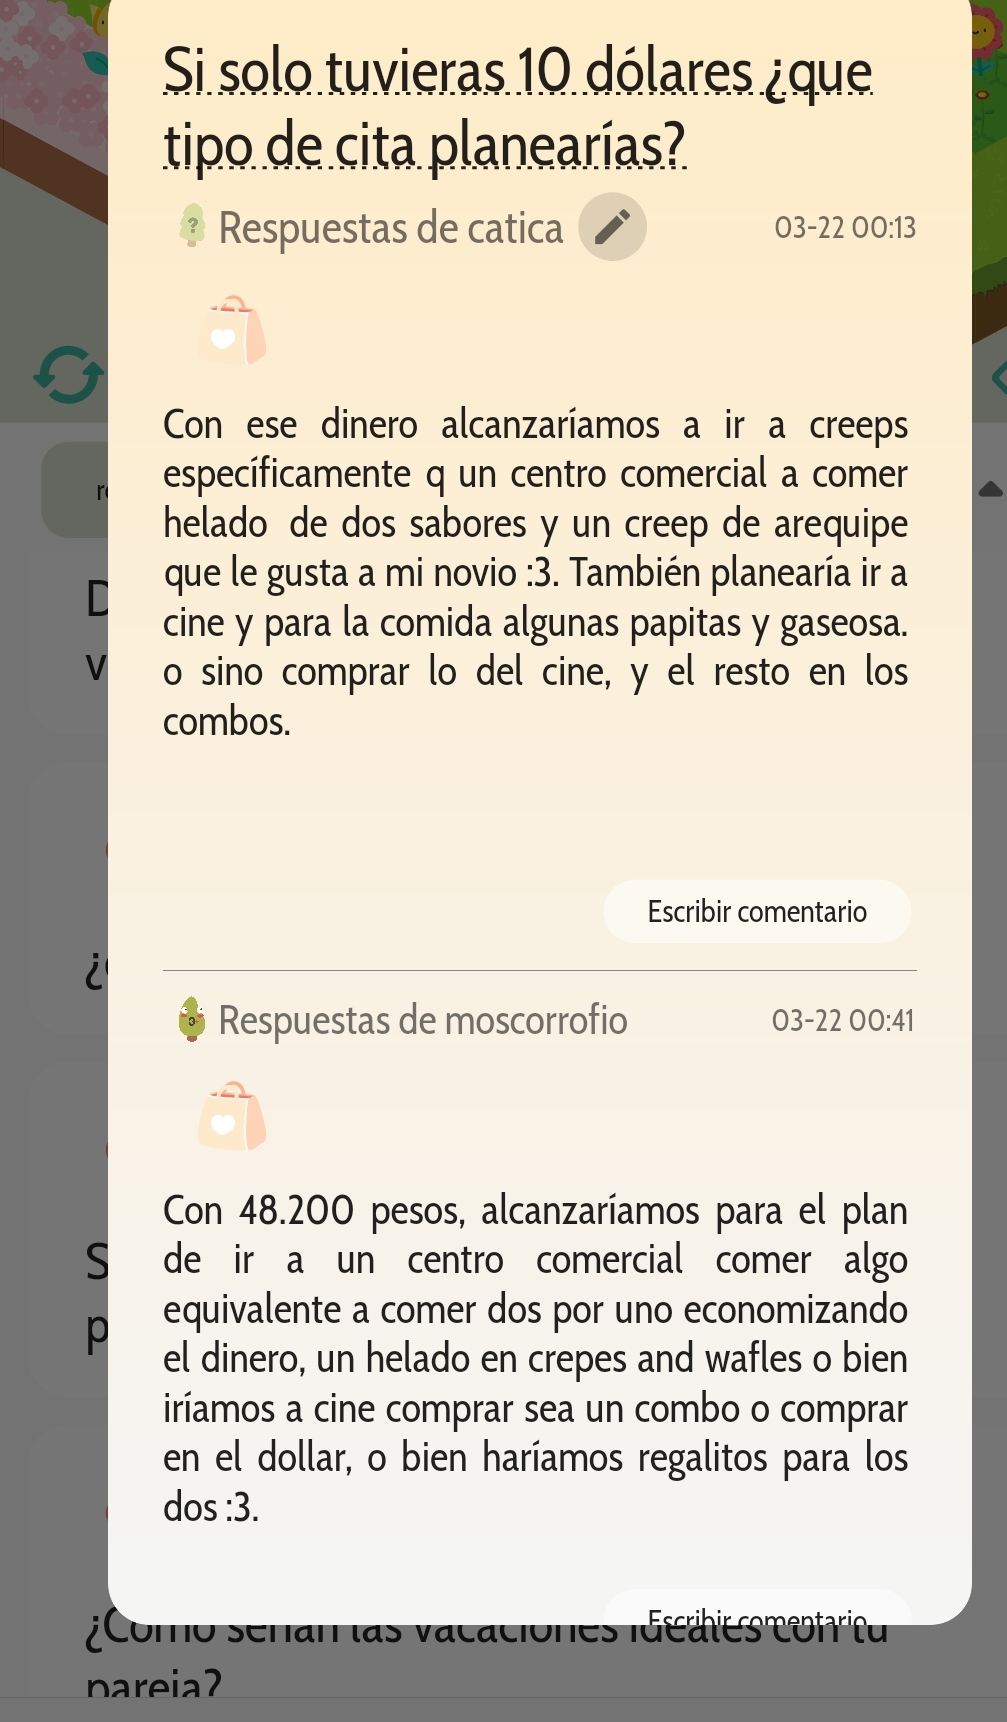 Si solo tuvieras 10 dólares ¿que
tipo de cita planearías?
Respuestas de catica
03-22 00:13
Con ese dinero alcanzaríamos a ir a creeps
específicamente q un centro comercial a comer
helado de dos sabores y un creep de arequipe
que le gusta a mi novio :3. También planearía ir a
cine y para la comida algunas papitas y gaseosa.
o sino comprar lo del cine, y el resto en los
combos.
Escribir comentario
Respuestas de moscorrofio
03-22 00:41
Con 48.200 pesos, alcanzaríamos para el plan
de ir a un centro comercial comer algo
equivalente a comer dos por uno economizando
el dinero, un helado en crepes and wafles o bien
iríamos a cine comprar sea un combo o comprar
en el dollar, o bien haríamos regalitos para los
dos :3.
Escribir comentario
¿Cómo serían las vacaciones ideales con tu
pareja?